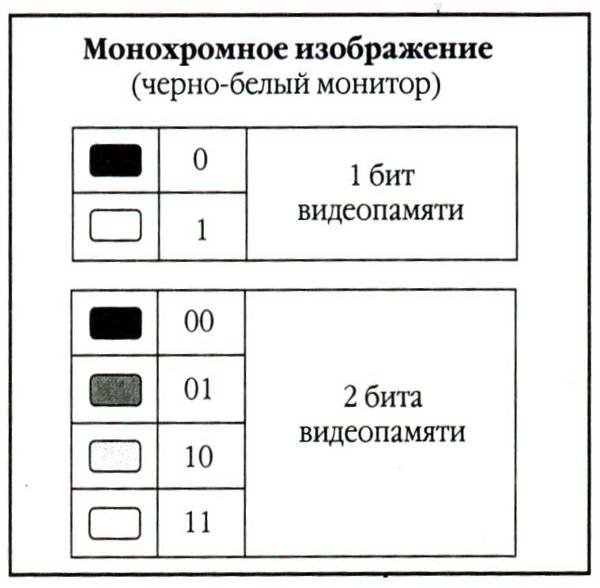 Монохромное изображение
(черно-белый монитор)
0
1
1 бит
видеопамяти
00
01
10
11
2 бита
видеопамяти